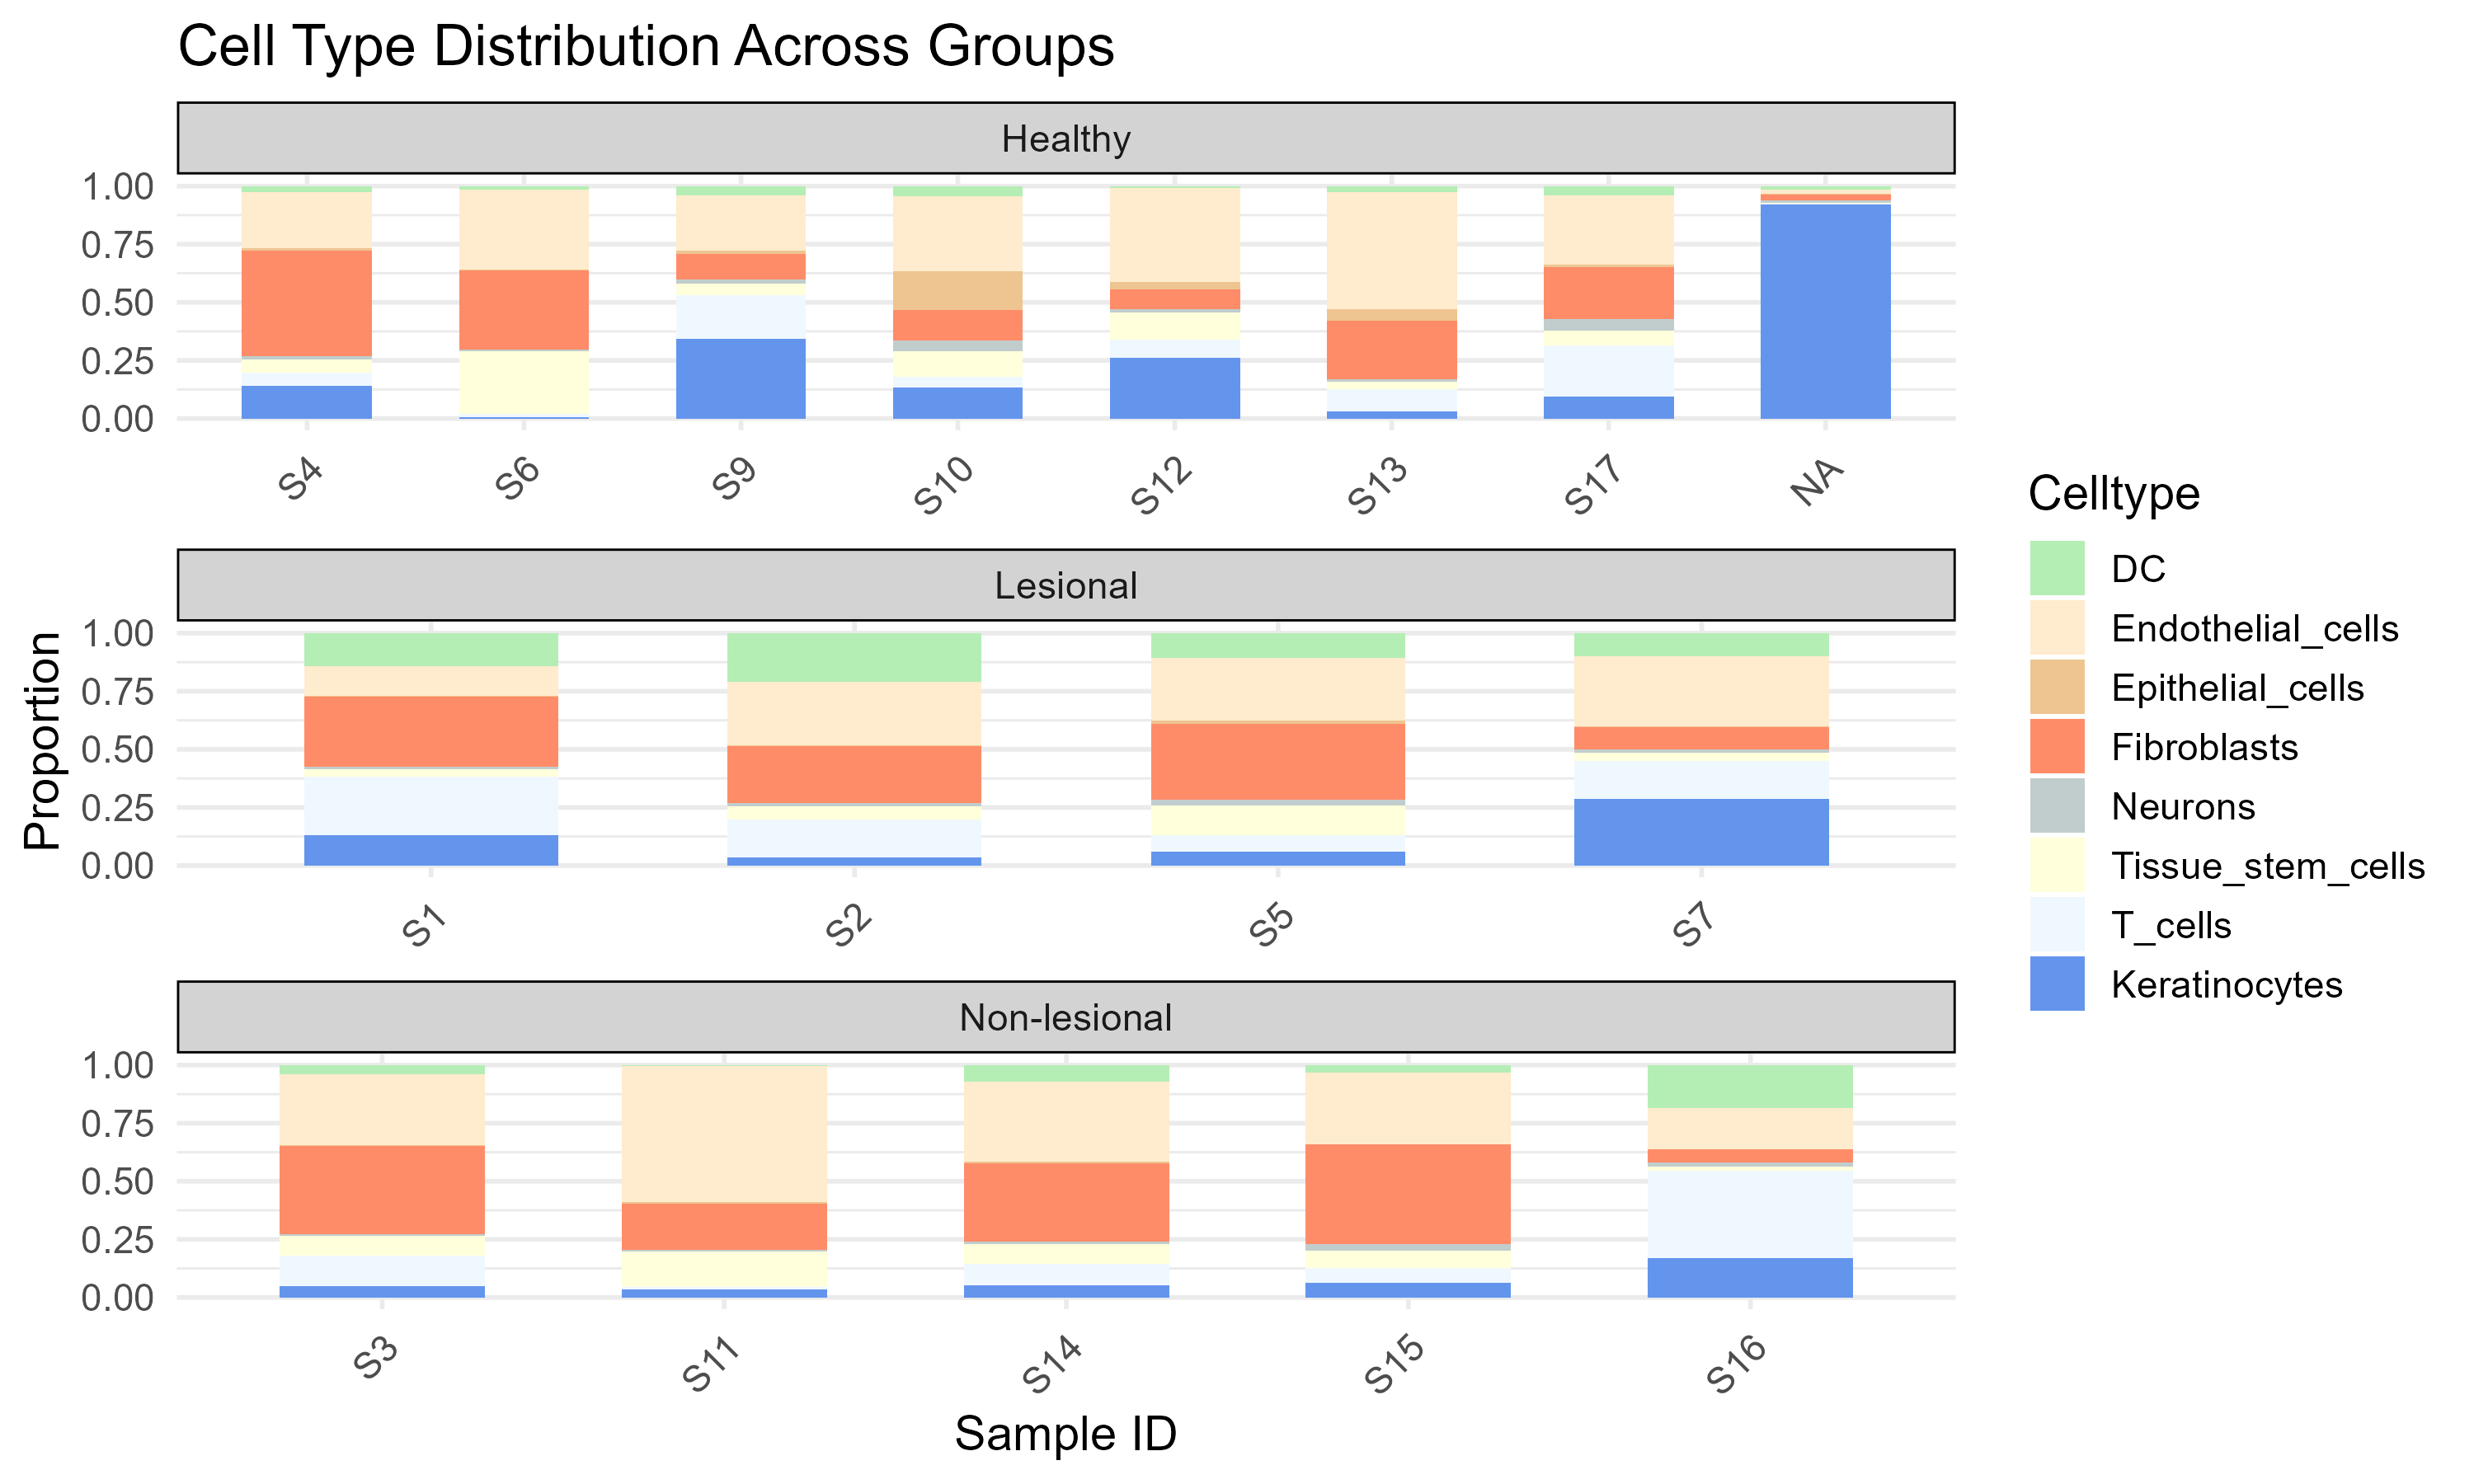 Cell Type Distribution Across Groups
Healthy
1.00
0.75
0.50
0.25
0.00
S4 S6 S9 S10 S12 S13 S17 NA
Lesional
1.00
0.75
0.50
0.25
0.00
S1 S2 S5 S7
Non-lesional
1.00
0.75
0.50
0.25
0.00
S3 S11 S14 S15 S16
Sample ID
Proportion
Celltype
DC
Endothelial_cells
Epithelial_cells
Fibroblasts
Neurons
Tissue_stem_cells
T_cells
Keratinocytes